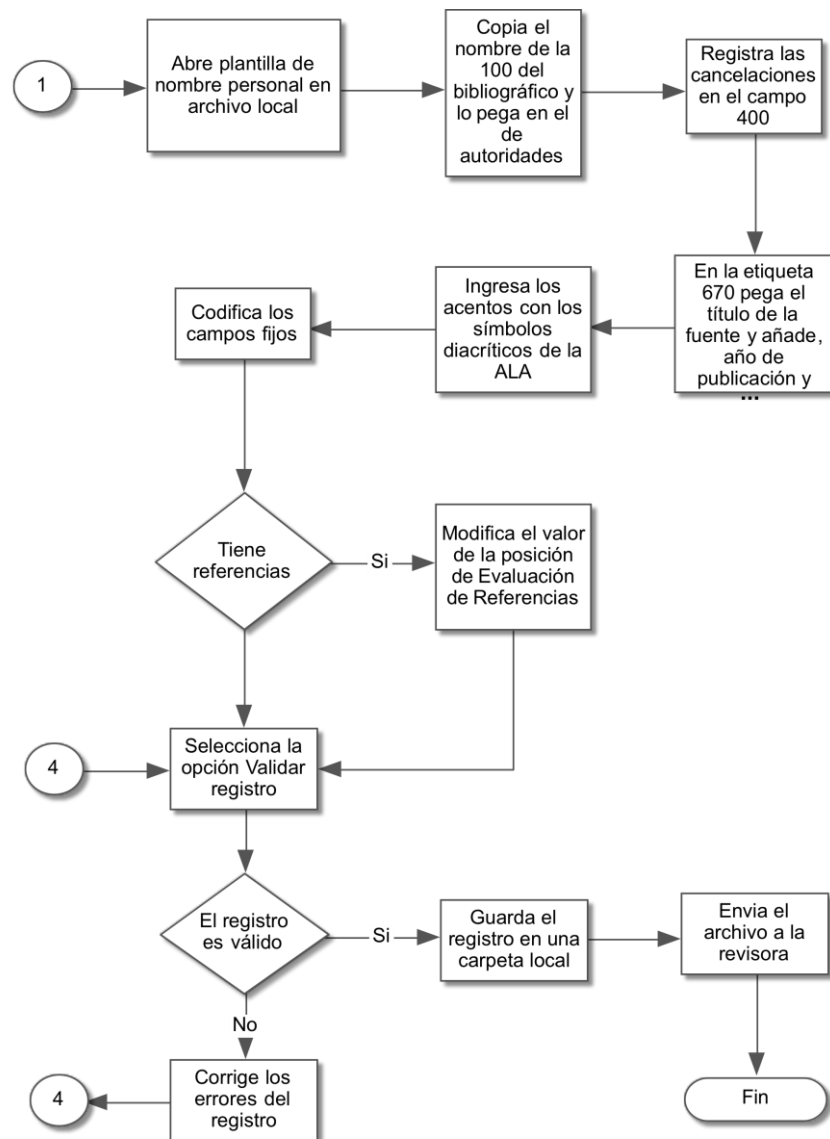 1
Abre plantilla de
nombre personal en
archivo local
Copia el
nombre de la
100 del
bibliográfico y
lo pega en el
de
autoridades
Registra las
cancelaciones
en el campo
400
En la etiqueta
670 pega el
título de la
fuente y añade,
año de
publicación y
...
Ingresa los
acentos con los
símbolos
diacríticos de la
ALA
Codifica los
campos fijos
Tiene
referencias
Si
Modifica el valor
de la posición
de Evaluación
de Referencias
4
Selecciona la
opción Validar
registro
El registro
es válido
Si
Guarda el
registro en una
carpeta local
Envia el
archivo a la
revisora
Fin
No
Corrige los
errores del
registro
4